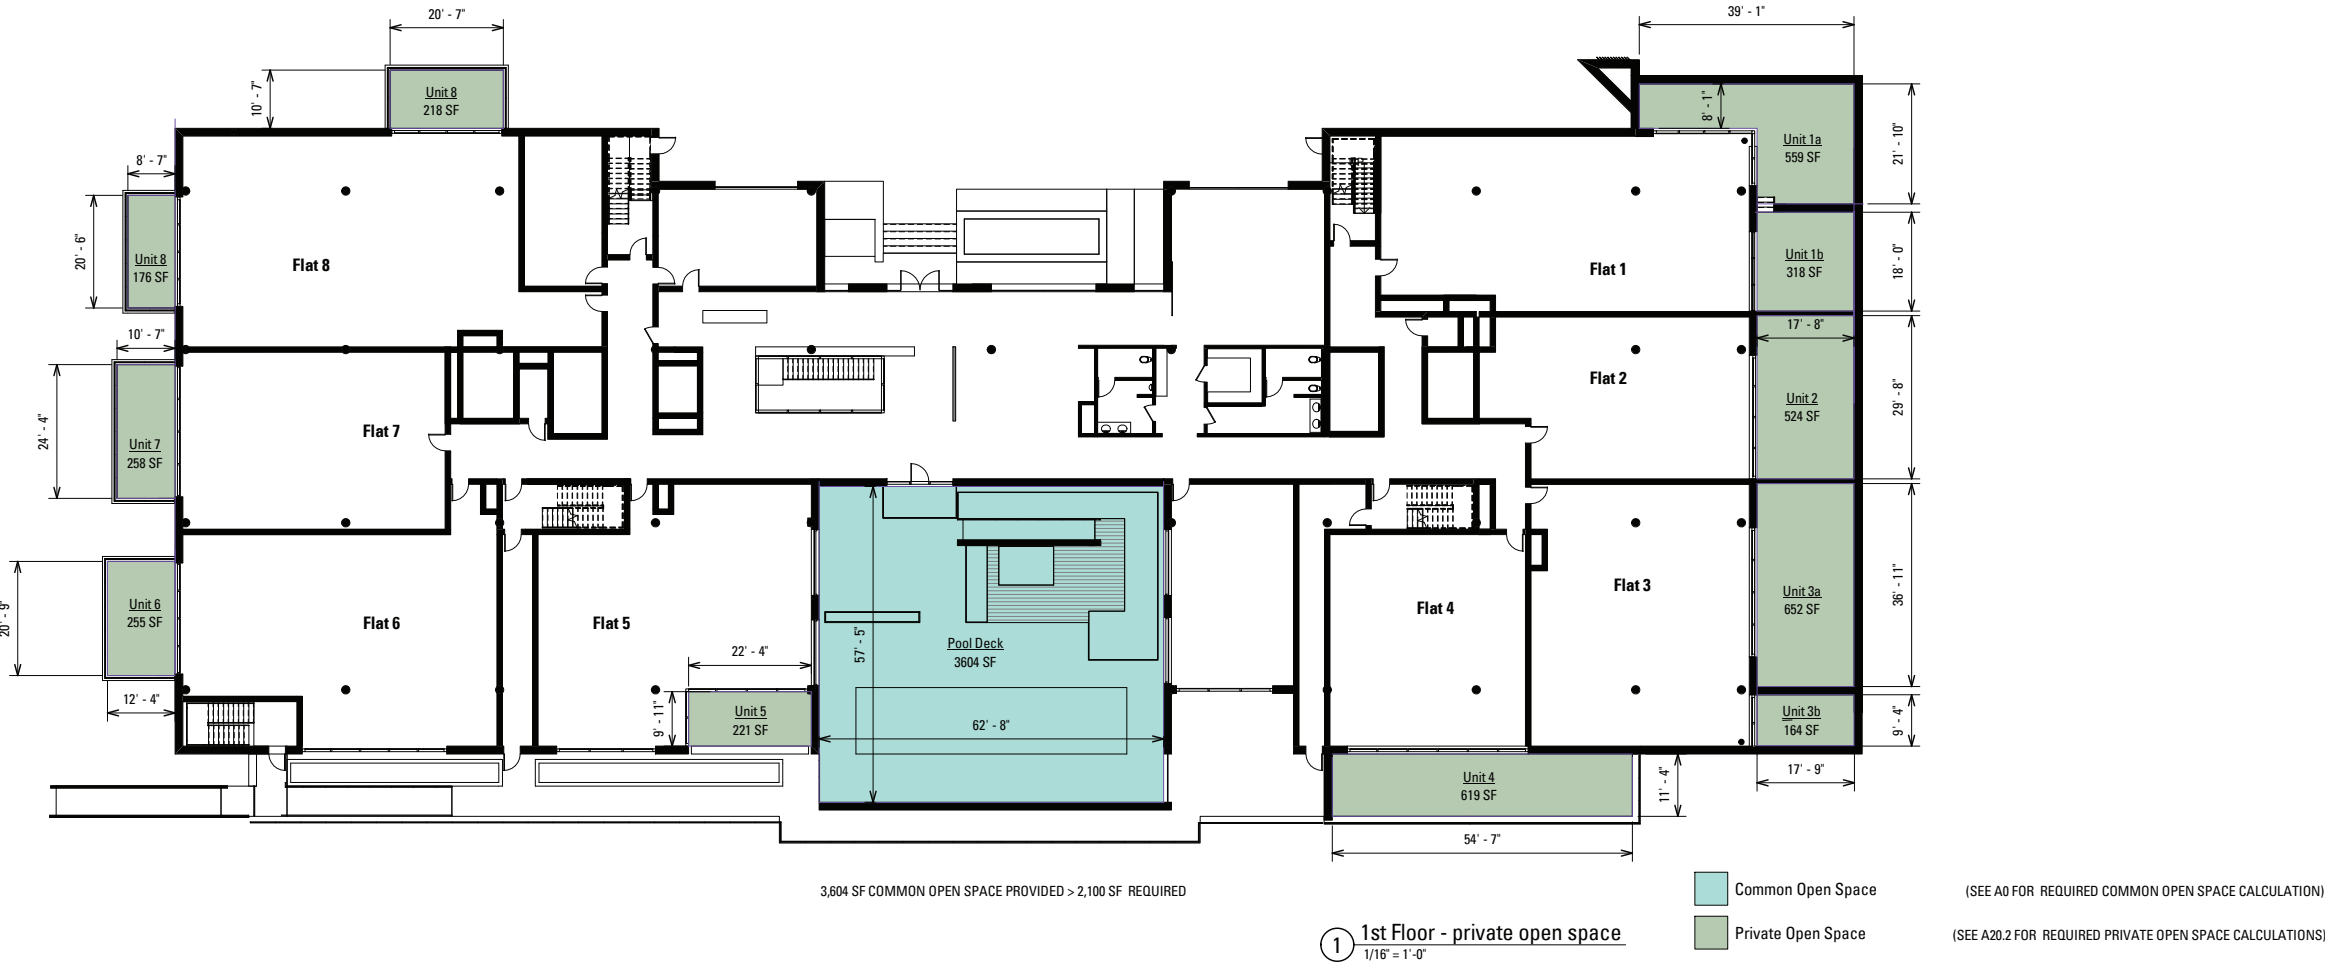 20' - 7"
39' - 1"
10' - 7"
Unit 8
218 SF
8' - 1"
Unit 1a
559 SF
21' - 10"
8' - 7"
20' - 6"
Unit 8
176 SF
Flat 8
Flat 1
Unit 1b
318 SF
18' - 0"
10' - 7"
17' - 8"
24' - 4"
Unit 7
258 SF
Flat 7
Flat 2
Unit 2
524 SF
29' - 8"
20' - 9"
Unit 6
255 SF
12' - 4"
Flat 6
Flat 5
22' - 4"
9' - 11"
Unit 5
221 SF
57' - 5"
Pool Deck
3604 SF
62' - 8"
Flat 4
Flat 3
Unit 3a
652 SF
36' - 11"
Unit 3b
164 SF
9' - 4"
17' - 9"
Unit 4
619 SF
11' - 4"
54' - 7"
3,604 SF COMMON OPEN SPACE PROVIDED > 2,100 SF REQUIRED
Common Open Space
(SEE A0 FOR REQUIRED COMMON OPEN SPACE CALCULATION)
Private Open Space
(SEE A20.2 FOR REQUIRED PRIVATE OPEN SPACE CALCULATIONS)
1
1st Floor - private open space
1/16" = 1'-0"